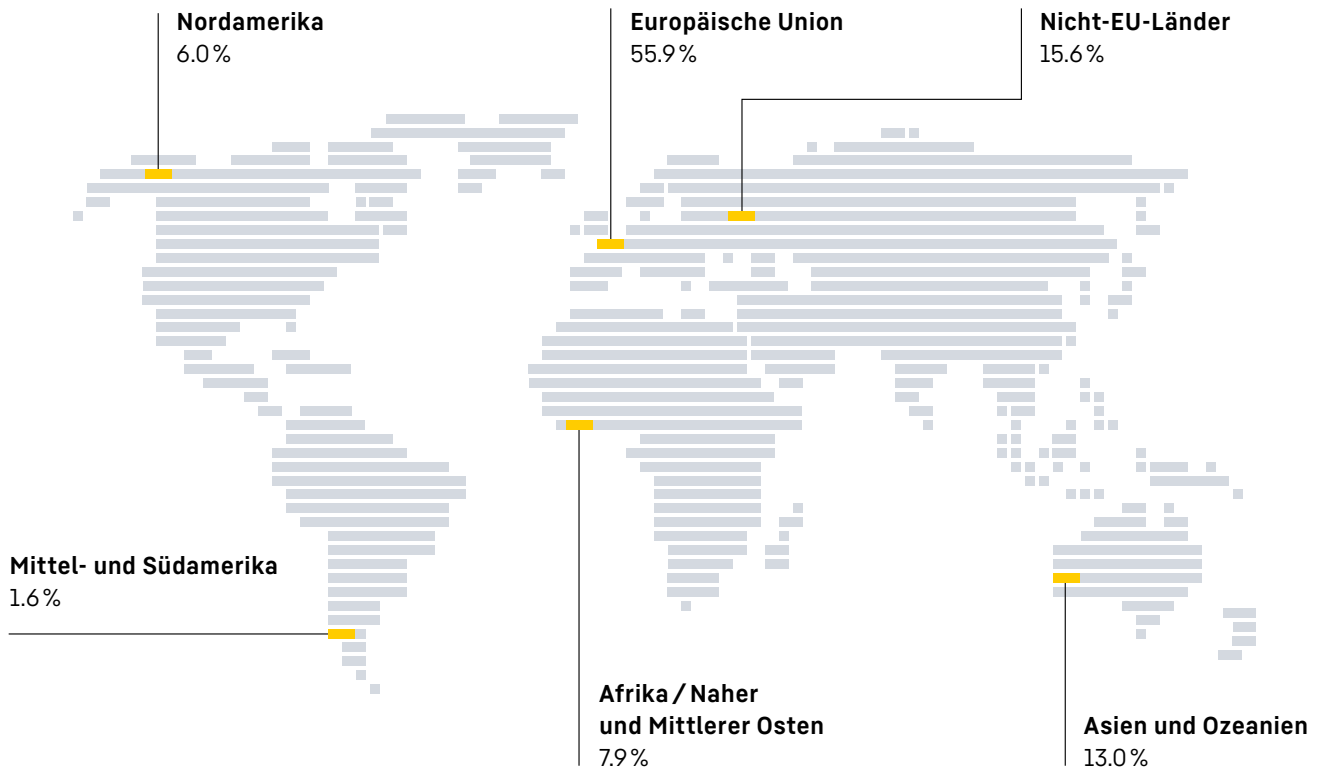 Nordamerika
6.0 %
Europäische Union
55.9 %
Nicht-EU-Länder
15.6 %
Mittel- und Südamerika
1.6 %
Afrika / Naher
und Mittlerer Osten
7.9 %
Asien und Ozeanien
13.0 %